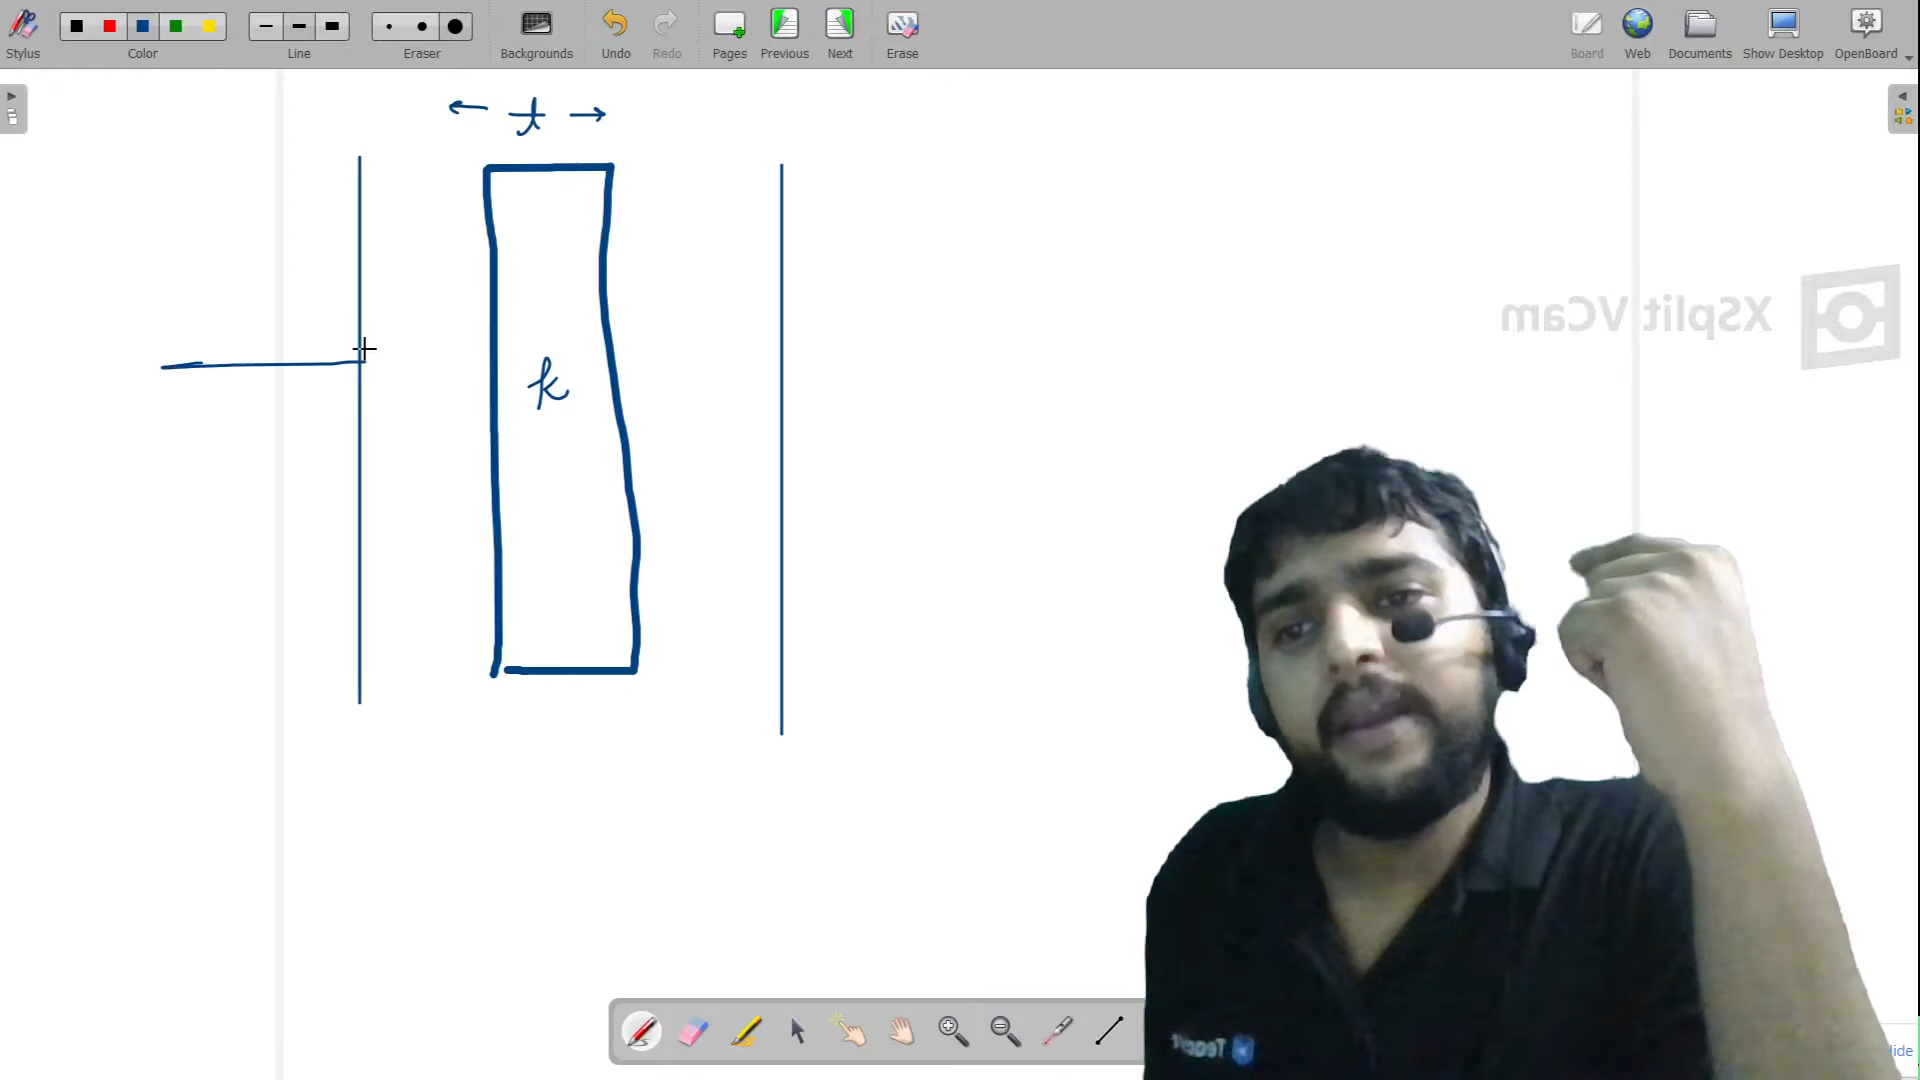 Stylus Color Line Eraser Backgrounds Undo Redo Pages Previous Next Erase Board Web Documents Show Desktop OpenBoard
← t →
XSplit VCam
k
lide